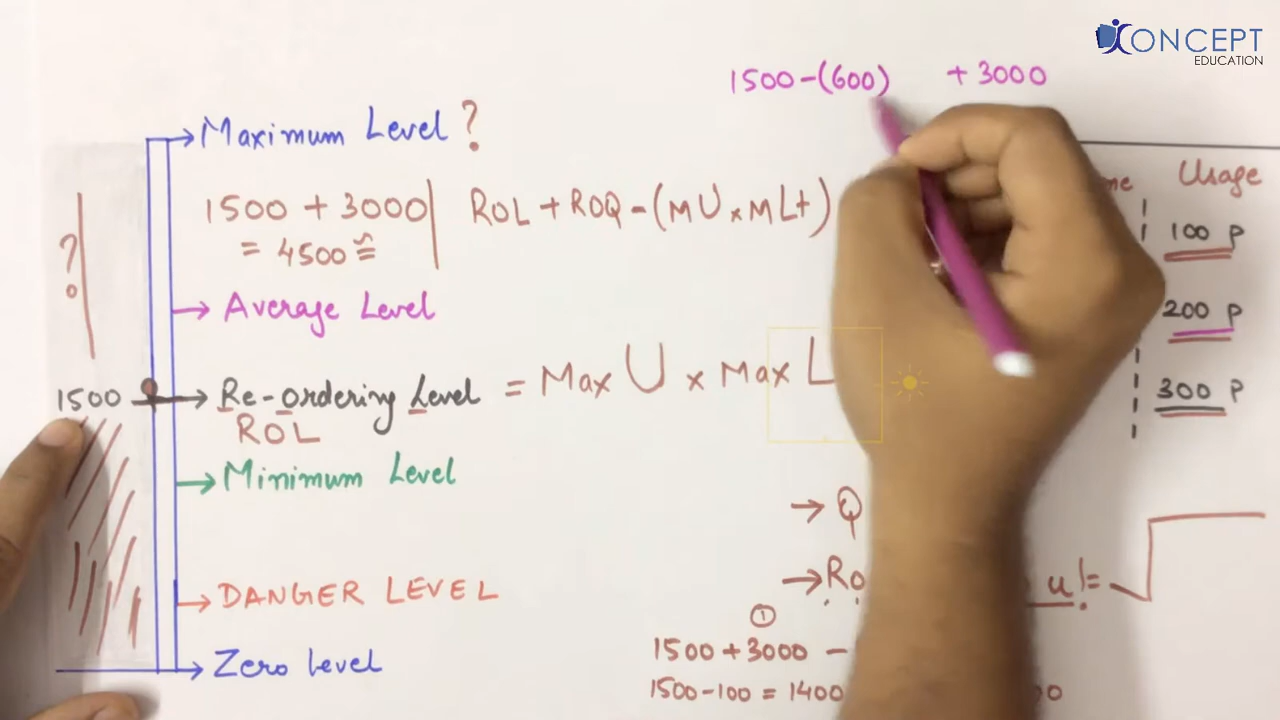 CONCEPT
EDUCATION
1500-(600) + 3000
Maximum Level ?
Usage
1500 + 3000 | ROL + ROQ - (MU x MLt)
= 4500
100 P
?
Average Level
200 P
1500 → Re-ordering Level = Max U x Max L
300 P
ROL
Minimum Level
→ Q
DANGER LEVEL
→ Ro u! = √
①
1500 + 3000 -
Zero level
1500-100 = 1400